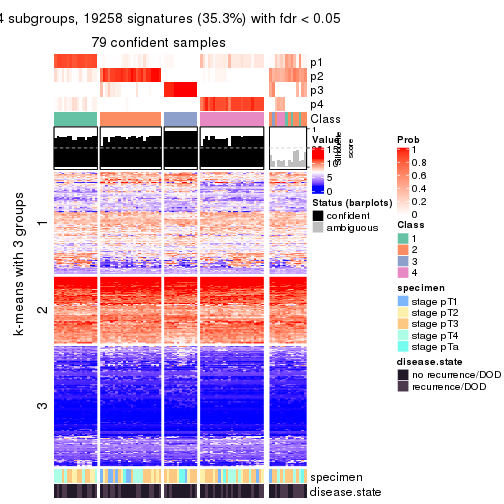 4 subgroups, 19258 signatures (35.3%) with fdr < 0.05
79 confident samples
p1
p2
p3
p4
Class
1
Silhouette
score
Value
15
10
5
0
Status (barplots)
confident
ambiguous
k-means with 3 groups
1
2
3
specimen
disease.state
Prob
1
0.8
0.6
0.4
0.2
0
Class
1
2
3
4
specimen
stage pT1
stage pT2
stage pT3
stage pT4
stage pTa
disease.state
no recurrence/DOD
recurrence/DOD